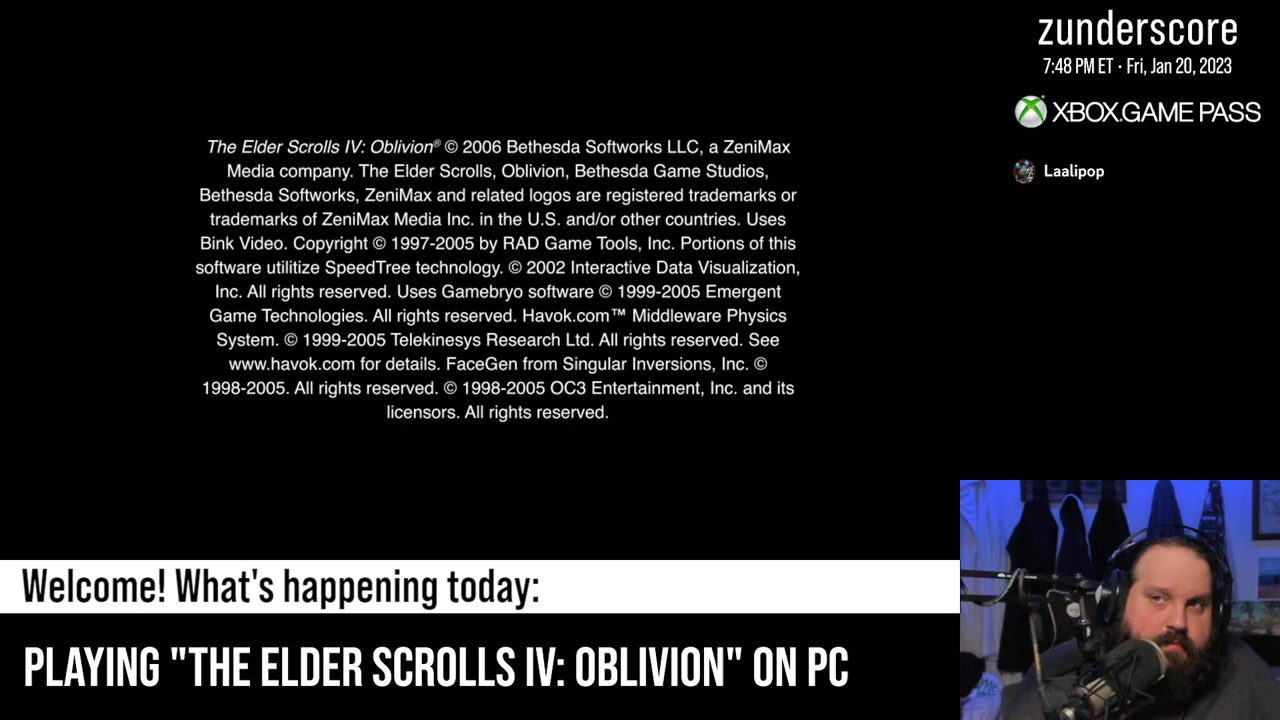 zunderscore
7:48 PM ET · Fri, Jan 20, 2023
XBOX GAME PASS
Laalipop
The Elder Scrolls IV: Oblivion® © 2006 Bethesda Softworks LLC, a ZeniMax
Media company. The Elder Scrolls, Oblivion, Bethesda Game Studios,
Bethesda Softworks, ZeniMax and related logos are registered trademarks or
trademarks of ZeniMax Media Inc. in the U.S. and/or other countries. Uses
Bink Video. Copyright © 1997-2005 by RAD Game Tools, Inc. Portions of this
software utilitize SpeedTree technology. © 2002 Interactive Data Visualization,
Inc. All rights reserved. Uses Gamebryo software © 1999-2005 Emergent
Game Technologies. All rights reserved. Havok.com™ Middleware Physics
System. © 1999-2005 Telekinesys Research Ltd. All rights reserved. See
www.havok.com for details. FaceGen from Singular Inversions, Inc. ©
1998-2005. All rights reserved. © 1998-2005 OC3 Entertainment, Inc. and its
licensors. All rights reserved.
Welcome! What's happening today:
PLAYING "THE ELDER SCROLLS IV: OBLIVION" ON PC